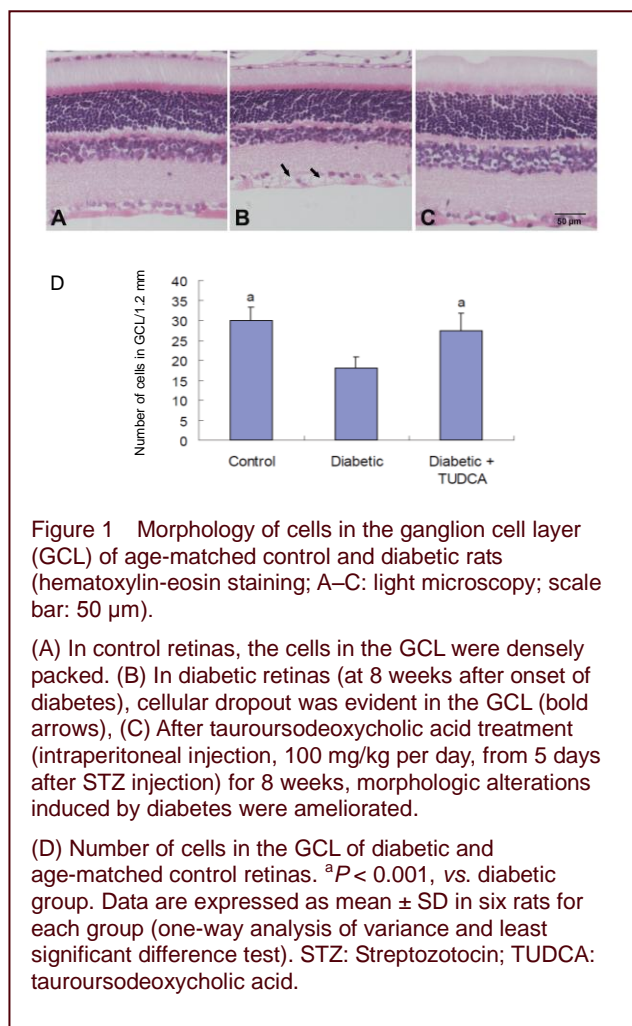 A
B
C
50 µm
D
Number of cells in GCL/1.2 mm
40
35
30
25
20
15
10
5
0
a
a
Control
Diabetic
Diabetic +
TUDCA
Figure 1 Morphology of cells in the ganglion cell layer
(GCL) of age-matched control and diabetic rats
(hematoxylin-eosin staining; A–C: light microscopy; scale
bar: 50 µm).
(A) In control retinas, the cells in the GCL were densely
packed. (B) In diabetic retinas (at 8 weeks after onset of
diabetes), cellular dropout was evident in the GCL (bold
arrows), (C) After tauroursodeoxycholic acid treatment
(intraperitoneal injection, 100 mg/kg per day, from 5 days
after STZ injection) for 8 weeks, morphologic alterations
induced by diabetes were ameliorated.
(D) Number of cells in the GCL of diabetic and
age-matched control retinas. ᵃP < 0.001, vs. diabetic
group. Data are expressed as mean ± SD in six rats for
each group (one-way analysis of variance and least
significant difference test). STZ: Streptozotocin; TUDCA:
tauroursodeoxycholic acid.